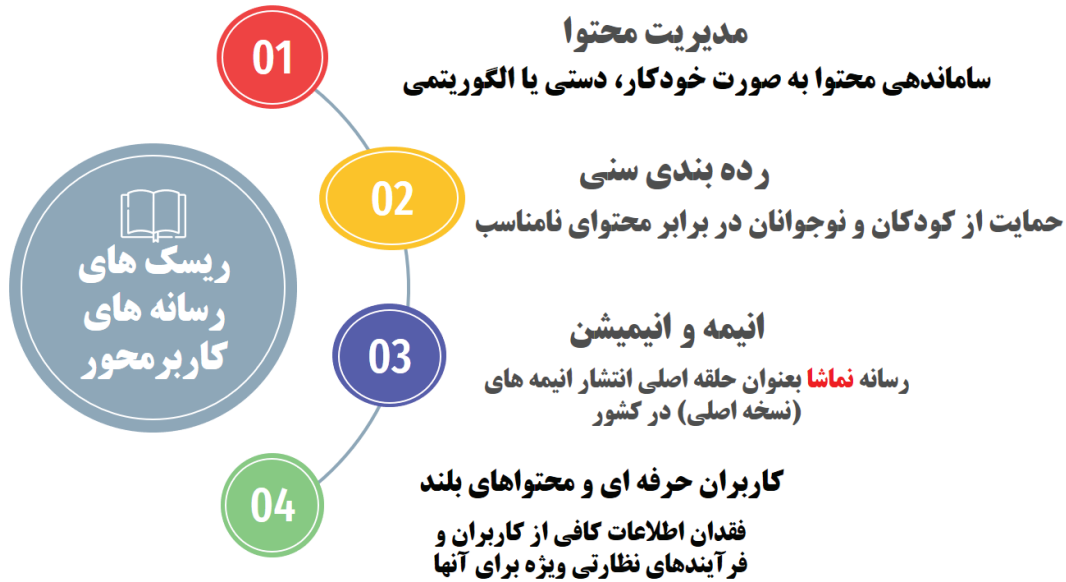 ریسک های
رسانه های
کاربرمحور
01
مدیریت محتوا
ساماندهی محتوا به صورت خودکار، دستی یا الگوریتمی
02
رده بندی سنی
حمایت از کودکان و نوجوانان در برابر محتوای نامناسب
03
انیمه و انیمیشن
رسانه نماشا بعنوان حلقه اصلی انتشار انیمه های
(نسخه اصلی) در کشور
04
کاربران حرفه ای و محتواهای بلند
فقدان اطلاعات کافی از کاربران و
فرآیندهای نظارتی ویژه برای آنها